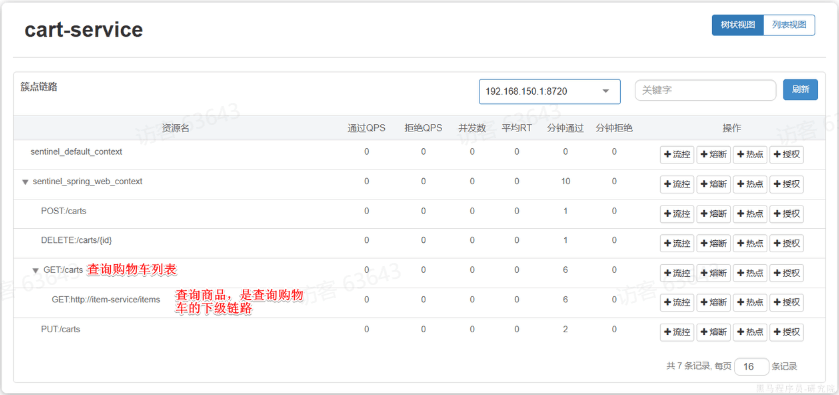 cart-service
树状视图 列表视图
簇点链路
192.168.150.1:8720 关键字 刷新
资源名 通过QPS 拒绝QPS 并发数 平均RT 分钟通过 分钟拒绝 操作
sentinel_default_context 0 0 0 0 0 0 +流控 +熔断 +热点 +授权
sentinel_spring_web_context 0 0 0 0 10 0 +流控 +熔断 +热点 +授权
POST:/carts 0 0 0 0 1 0 +流控 +熔断 +热点 +授权
DELETE:/carts/{id} 0 0 0 0 1 0 +流控 +熔断 +热点 +授权
GET:/carts 查询购物车列表 0 0 0 0 6 0 +流控 +熔断 +热点 +授权
GET:http://item-service/items 查询商品，是查询购物 0 0 0 0 6 0 +流控 +熔断 +热点 +授权
车的下级链路
PUT:/carts 0 0 0 0 2 0 +流控 +熔断 +热点 +授权
共 7 条记录, 每页 16 条记录
访客 63643